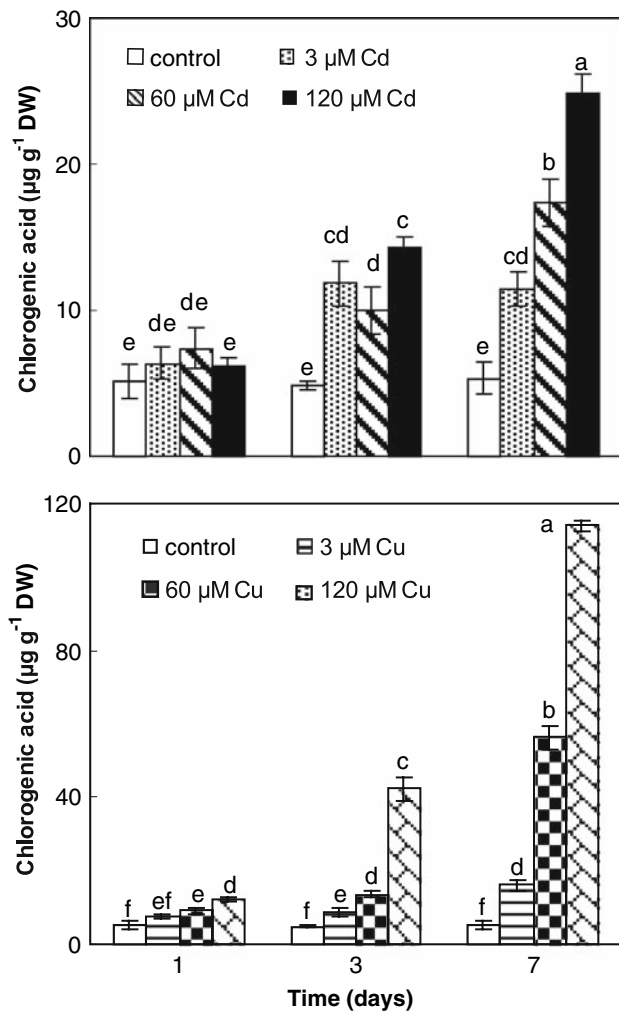 30
control 3 µM Cd
60 µM Cd 120 µM Cd
a
b
20
c
cd
d
cd
10
de
de
e
e
e
e
0
Chlorogenic acid (µg g-1 DW)
120
control 3 µM Cu
60 µM Cu 120 µM Cu
a
80
b
c
40
d
d
d
f
ef
e
f
e
f
0
Chlorogenic acid (µg g-1 DW)
1 3 7
Time (days)